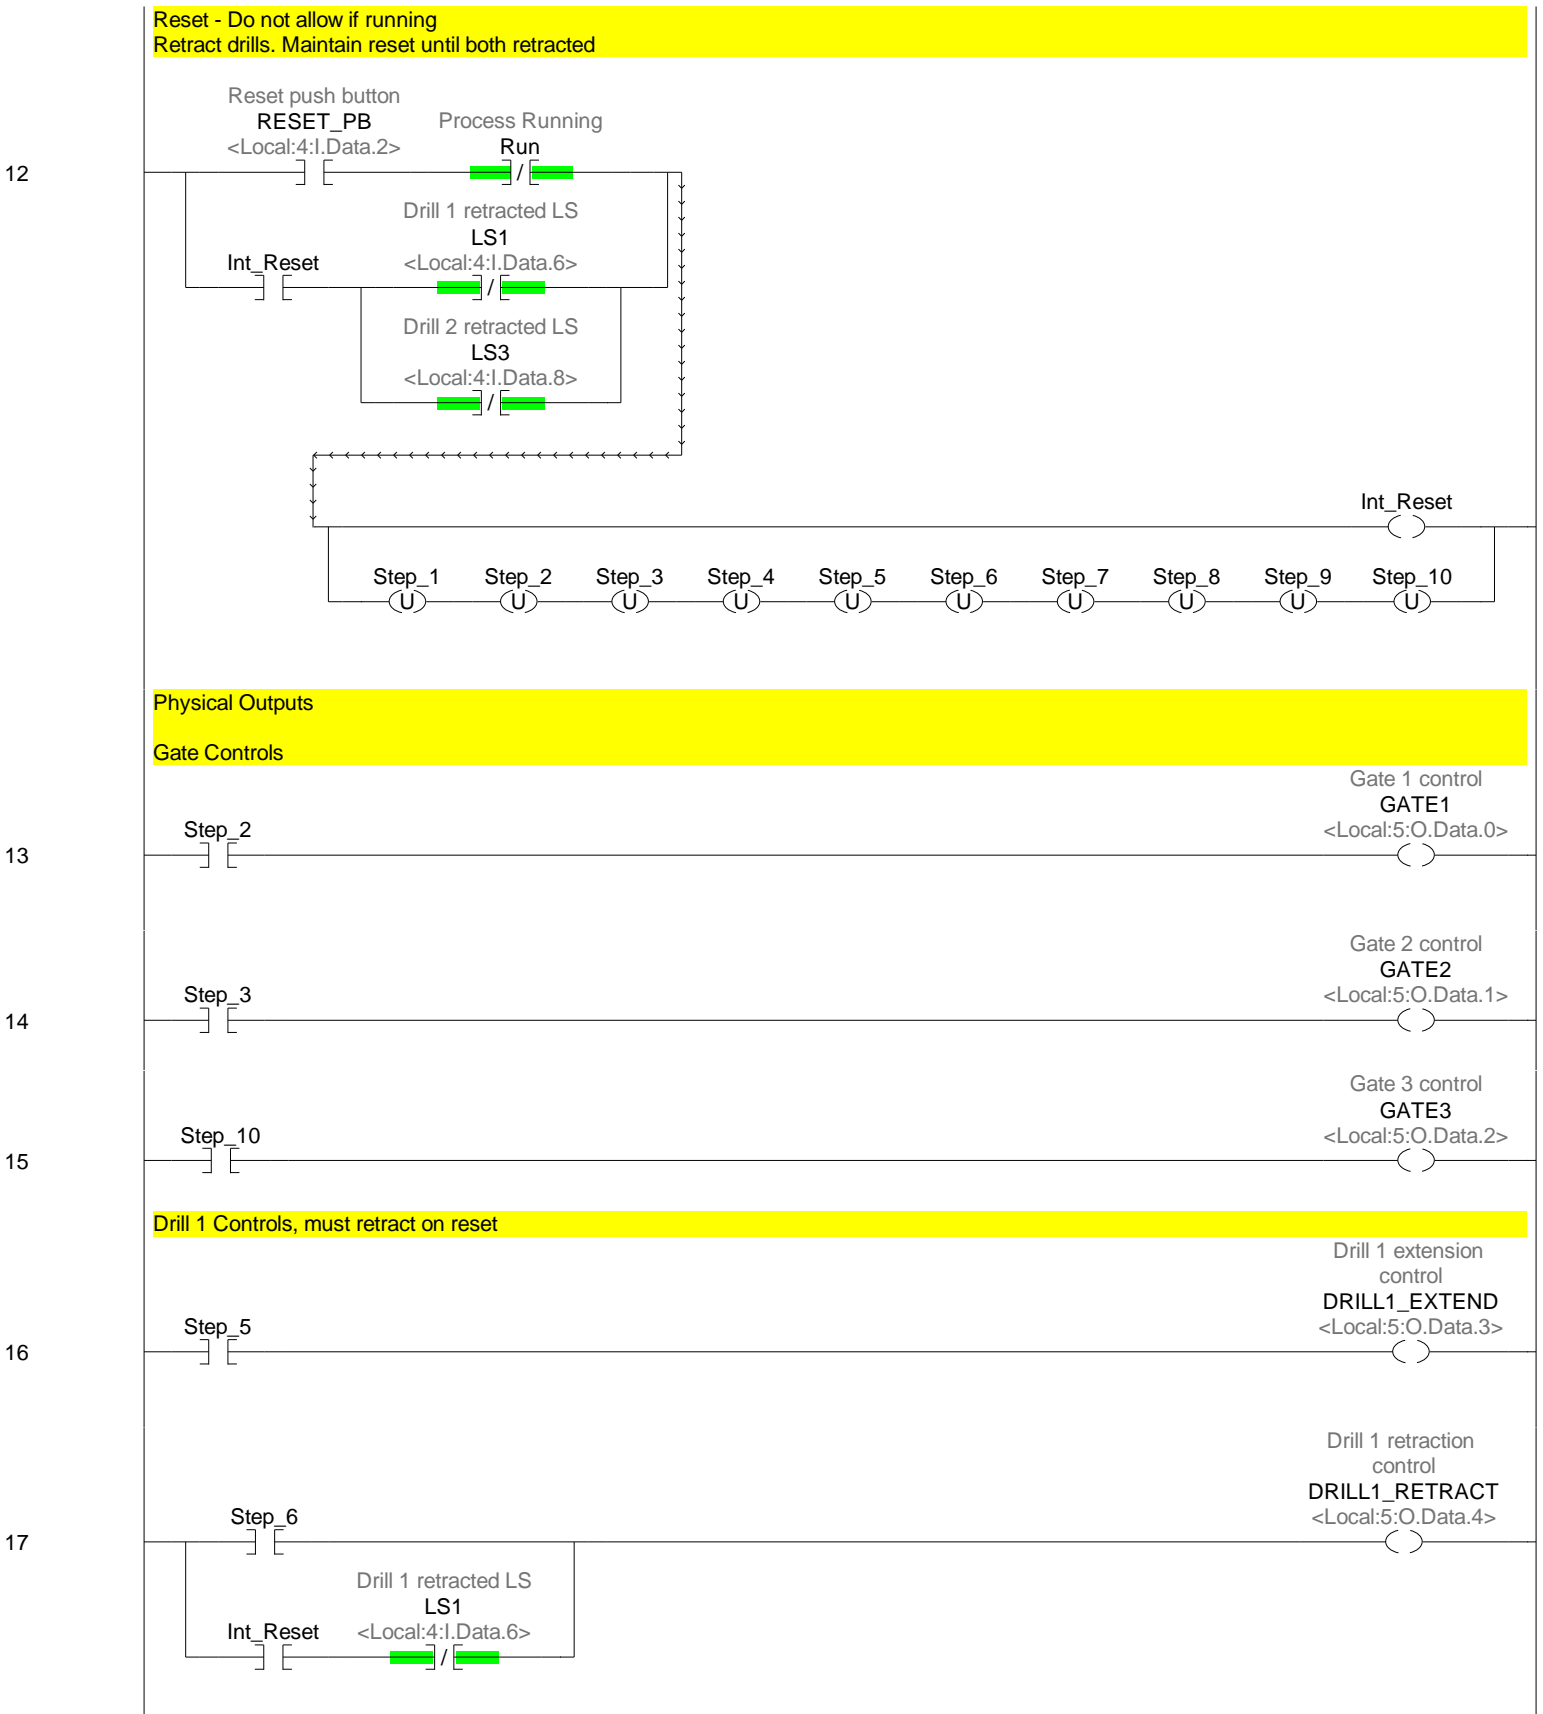 Reset - Do not allow if running
Retract drills. Maintain reset until both retracted
Reset push button
RESET_PB
<Local:4:I.Data.2>
Process Running
Run
/
12
Drill 1 retracted LS
LS1
<Local:4:I.Data.6>
/
Int_Reset
Drill 2 retracted LS
LS3
<Local:4:I.Data.8>
/
Int_Reset
Step_1 Step_2 Step_3 Step_4 Step_5 Step_6 Step_7 Step_8 Step_9 Step_10
U U U U U U U U U U
Physical Outputs
Gate Controls
Gate 1 control
GATE1
<Local:5:O.Data.0>
Step_2
13
Gate 2 control
GATE2
<Local:5:O.Data.1>
Step_3
14
Gate 3 control
GATE3
<Local:5:O.Data.2>
Step_10
15
Drill 1 Controls, must retract on reset
Drill 1 extension
control
DRILL1_EXTEND
<Local:5:O.Data.3>
Step_5
16
Drill 1 retraction
control
DRILL1_RETRACT
<Local:5:O.Data.4>
Step_6
17
Drill 1 retracted LS
LS1
<Local:4:I.Data.6>
/
Int_Reset